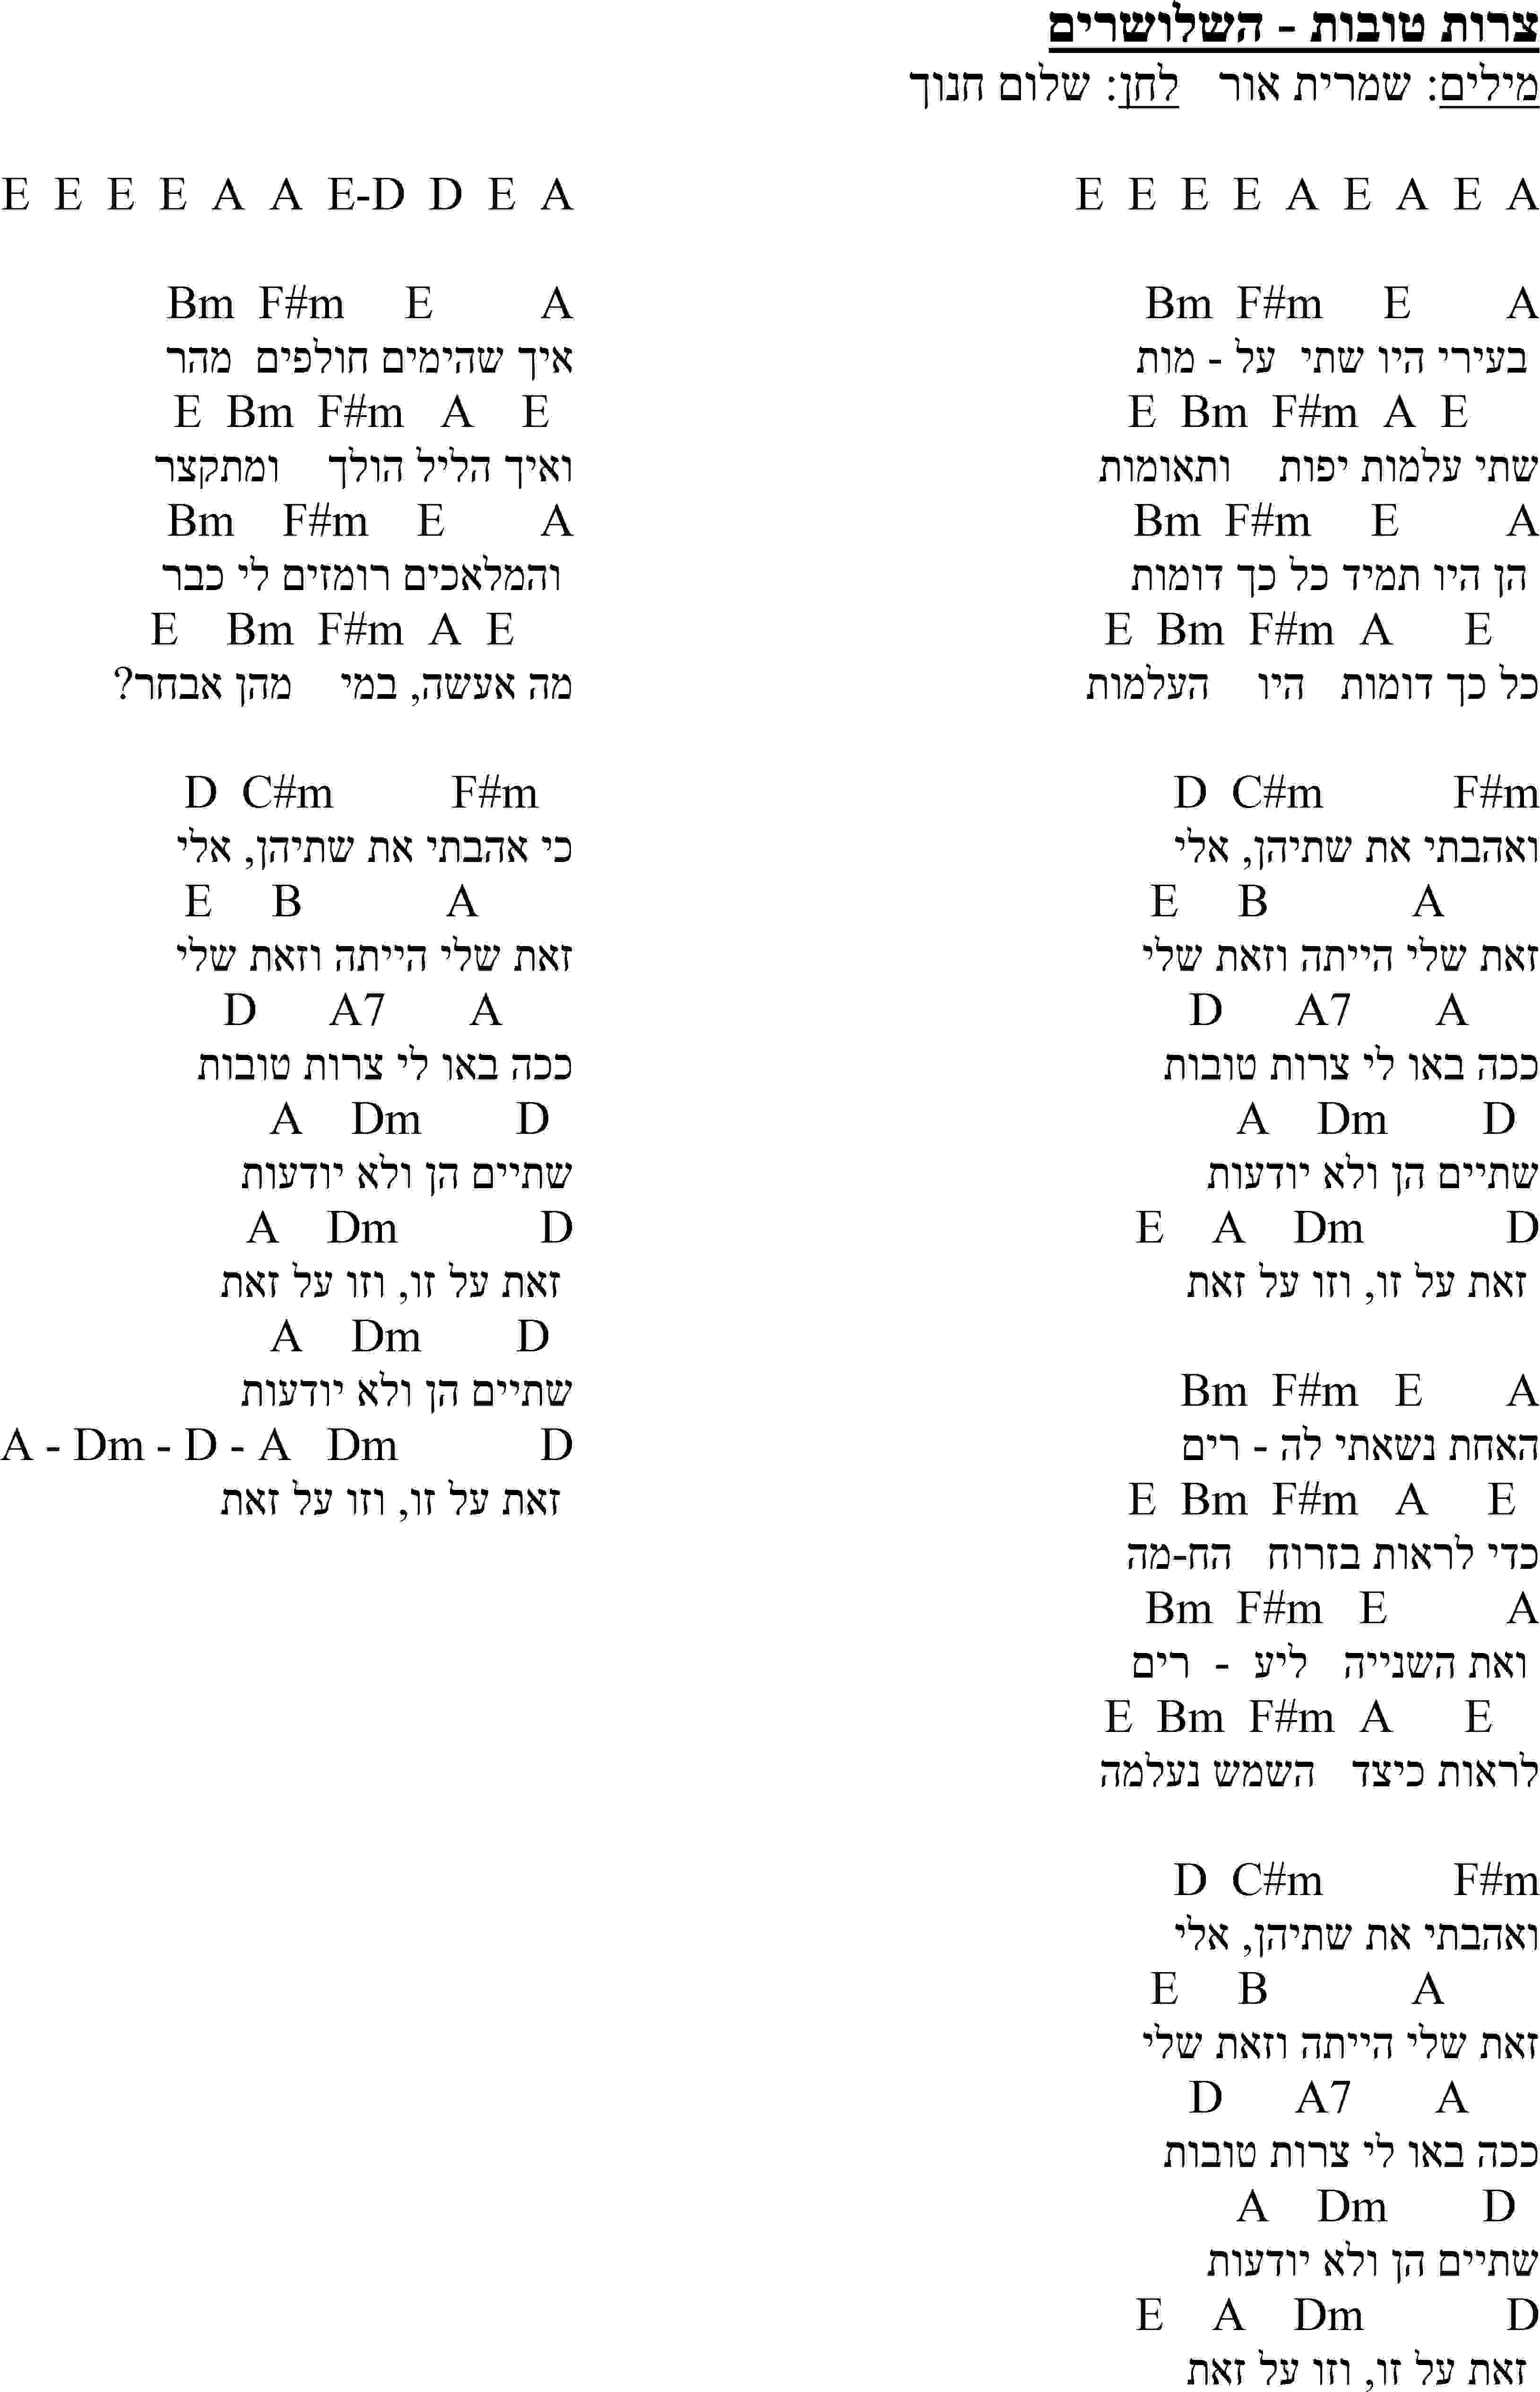 צרות טובות - השלושרים
מילים: שמרית אור   לחן: שלום חנוך
E  E  E  E  A  E  A  E  A
Bm  F#m  E  A
בעירי היו שתי  על - מות
E  Bm  F#m  A  E
שתי עלמות יפות    ותאומות
Bm  F#m  E  A
הן היו תמיד כל כך דומות
E  Bm  F#m  A  E
כל כך דומות   היו    העלמות
D  C#m  F#m
ואהבתי את שתיהן, אלי
E  B  A
זאת שלי הייתה וזאת שלי
D  A7  A
ככה באו לי צרות טובות
A  Dm  D
שתיים הן ולא יודעות
E  A  Dm  D
זאת על זו, וזו על זאת
Bm  F#m  E  A
האחת נשאתי לה - רים
E  Bm  F#m  A  E
כדי לראות בזרוח   הח-מה
Bm  F#m  E  A
ואת השנייה   ליע  -  רים
E  Bm  F#m  A  E
לראות כיצד   השמש נעלמה
D  C#m  F#m
ואהבתי את שתיהן, אלי
E  B  A
זאת שלי הייתה וזאת שלי
D  A7  A
ככה באו לי צרות טובות
A  Dm  D
שתיים הן ולא יודעות
E  A  Dm  D
זאת על זו, וזו על זאת
E  E  E  E  A  A  E-D  D  E  A
Bm  F#m  E  A
איך שהימים חולפים  מהר
E  Bm  F#m  A  E
ואיך הליל הולך    ומתקצר
Bm  F#m  E  A
והמלאכים רומזים לי כבר
E  Bm  F#m  A  E
מה אעשה, במי    מהן אבחר?
D  C#m  F#m
כי אהבתי את שתיהן, אלי
E  B  A
זאת שלי הייתה וזאת שלי
D  A7  A
ככה באו לי צרות טובות
A  Dm  D
שתיים הן ולא יודעות
A  Dm  D
זאת על זו, וזו על זאת
A  Dm  D
שתיים הן ולא יודעות
A - Dm - D - A  Dm  D
זאת על זו, וזו על זאת